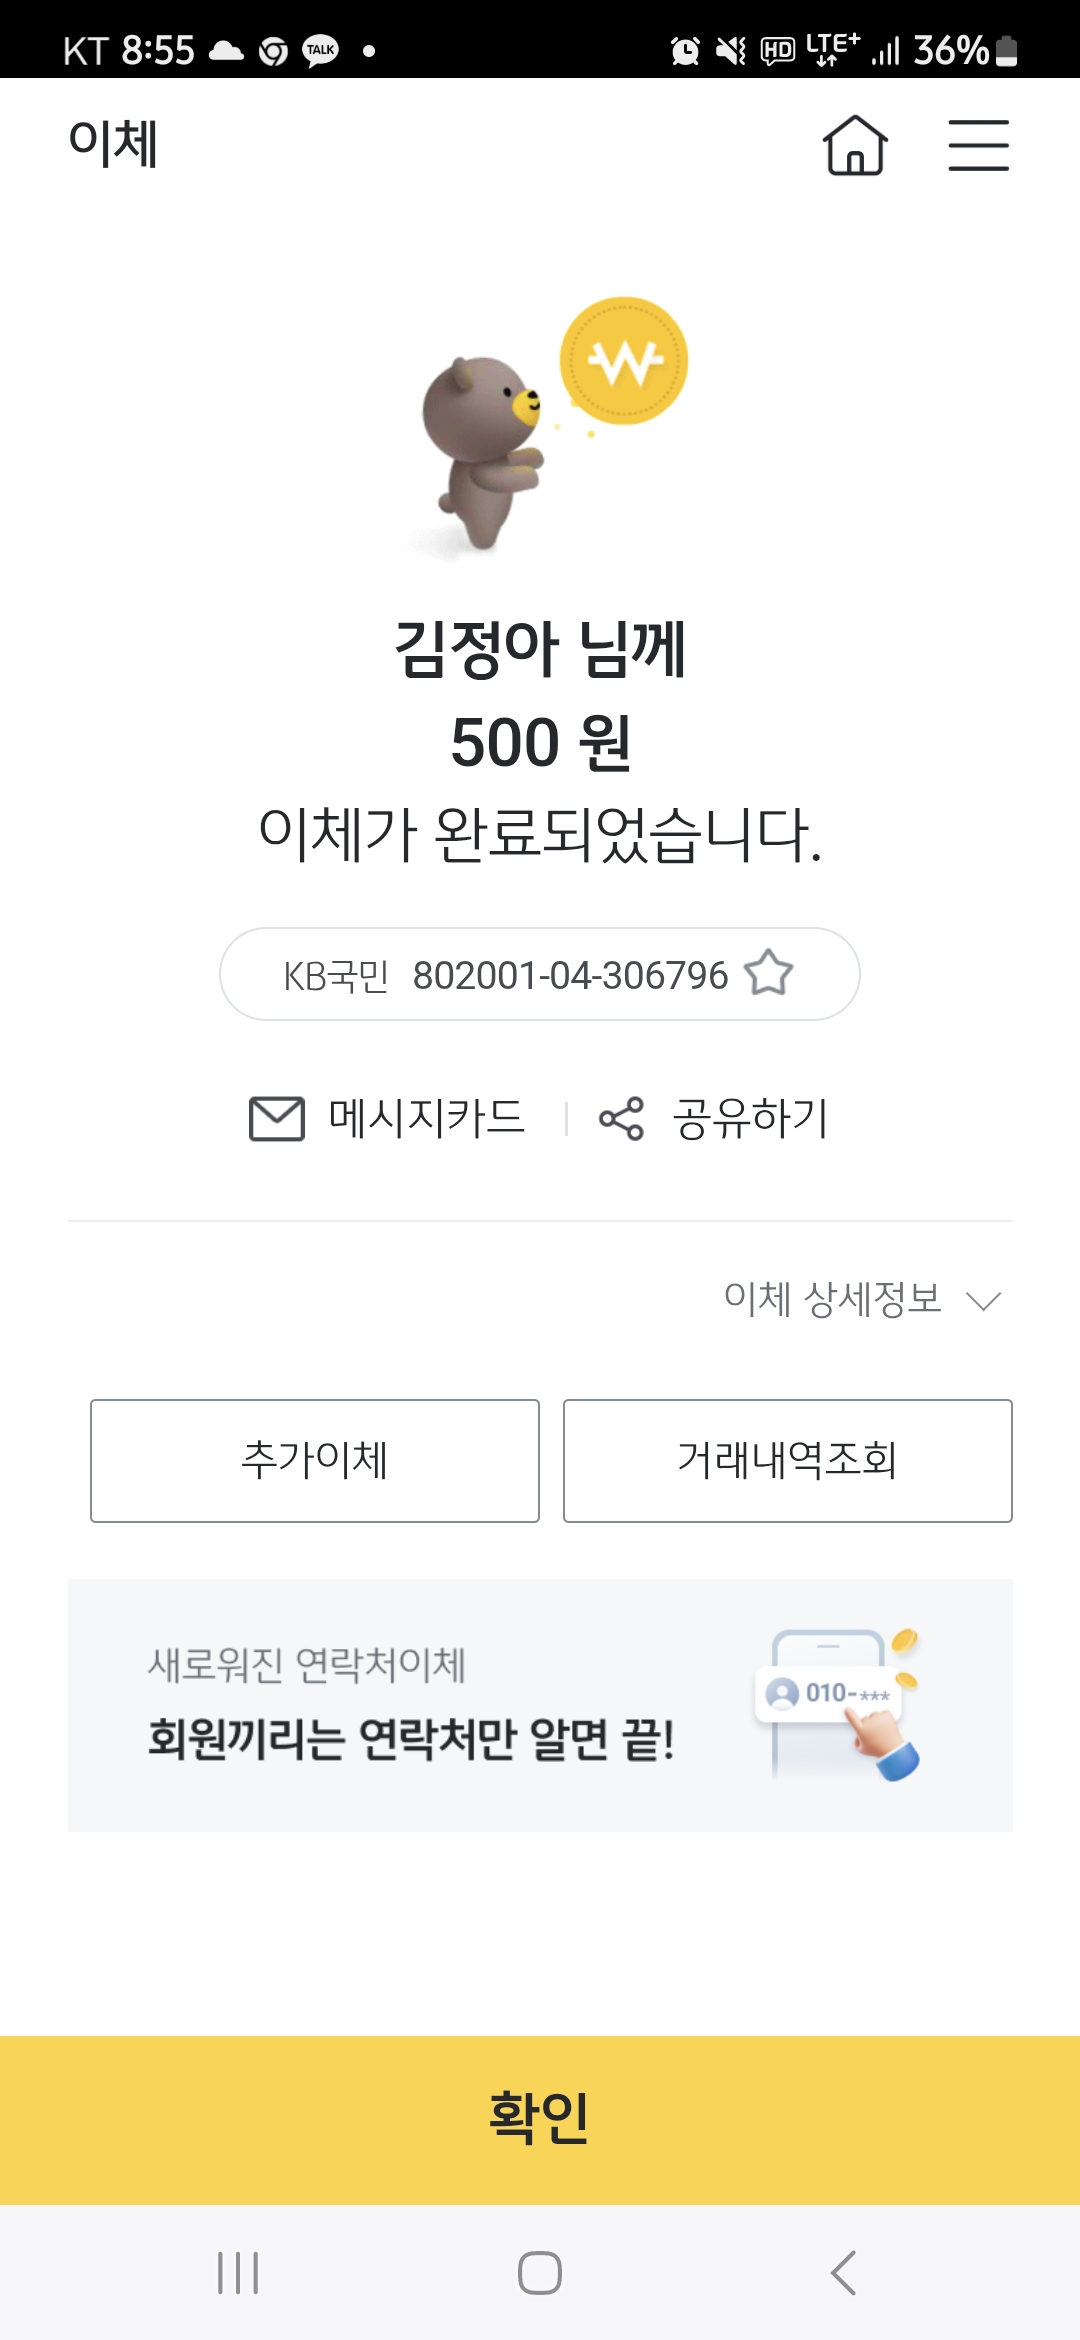 KT 8:55 TALK HD LTE+ 36%
이체
김정아 님께
500 원
이체가 완료되었습니다.
KB국민 802001-04-306796
메시지카드 공유하기
이체 상세정보
추가이체 거래내역조회
새로워진 연락처이체
회원끼리는 연락처만 알면 끝!
010-***
확인